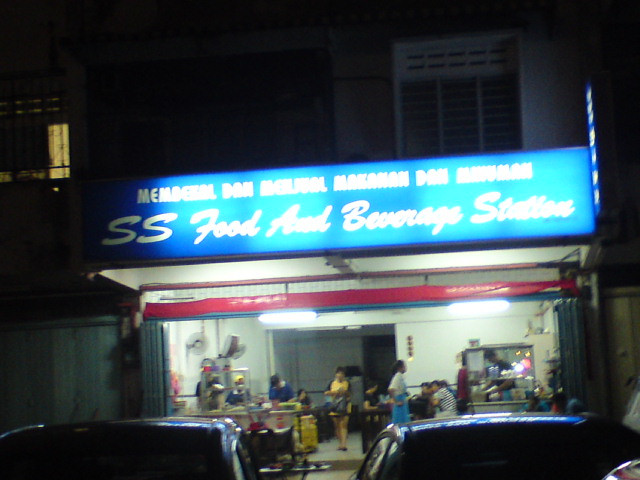 MEMBEKAL DAN MENJUAL MAKANAN DAN MINUMAN
SS Food And Beverage Station